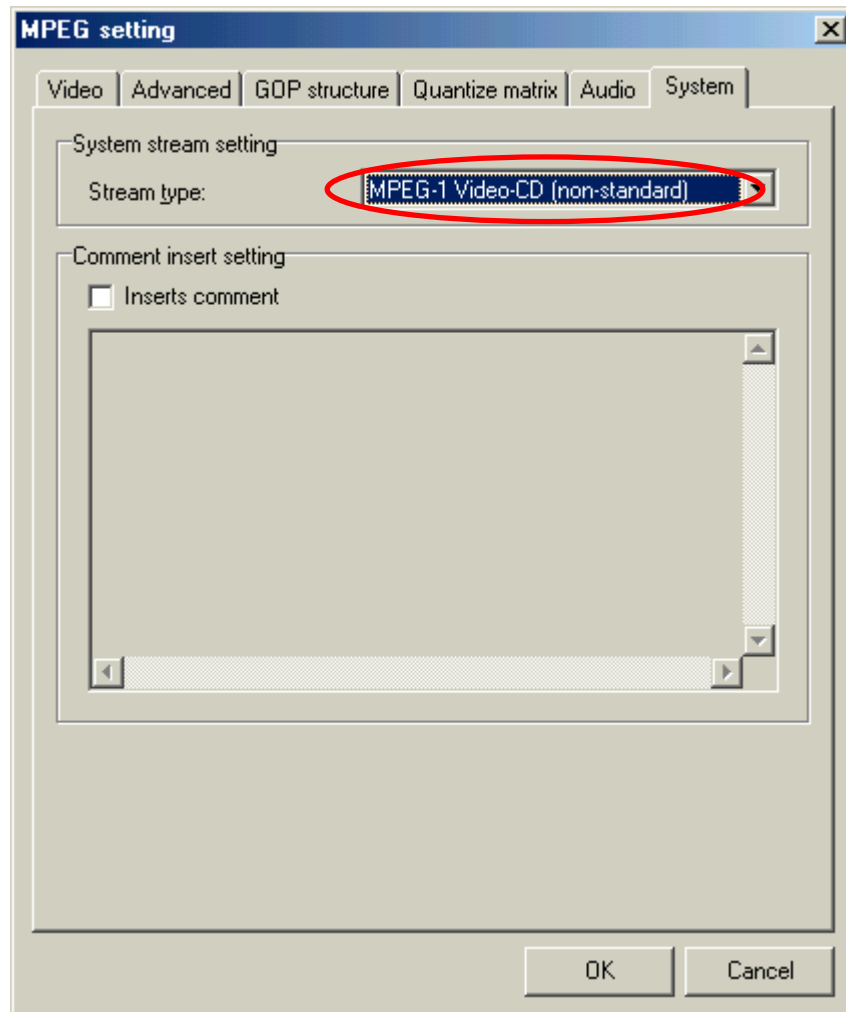 MPEG setting
Video Advanced GOP structure Quantize matrix Audio System
System stream setting
Stream type: MPEG-1 Video-CD (non-standard)
Comment insert setting
Inserts comment
OK Cancel